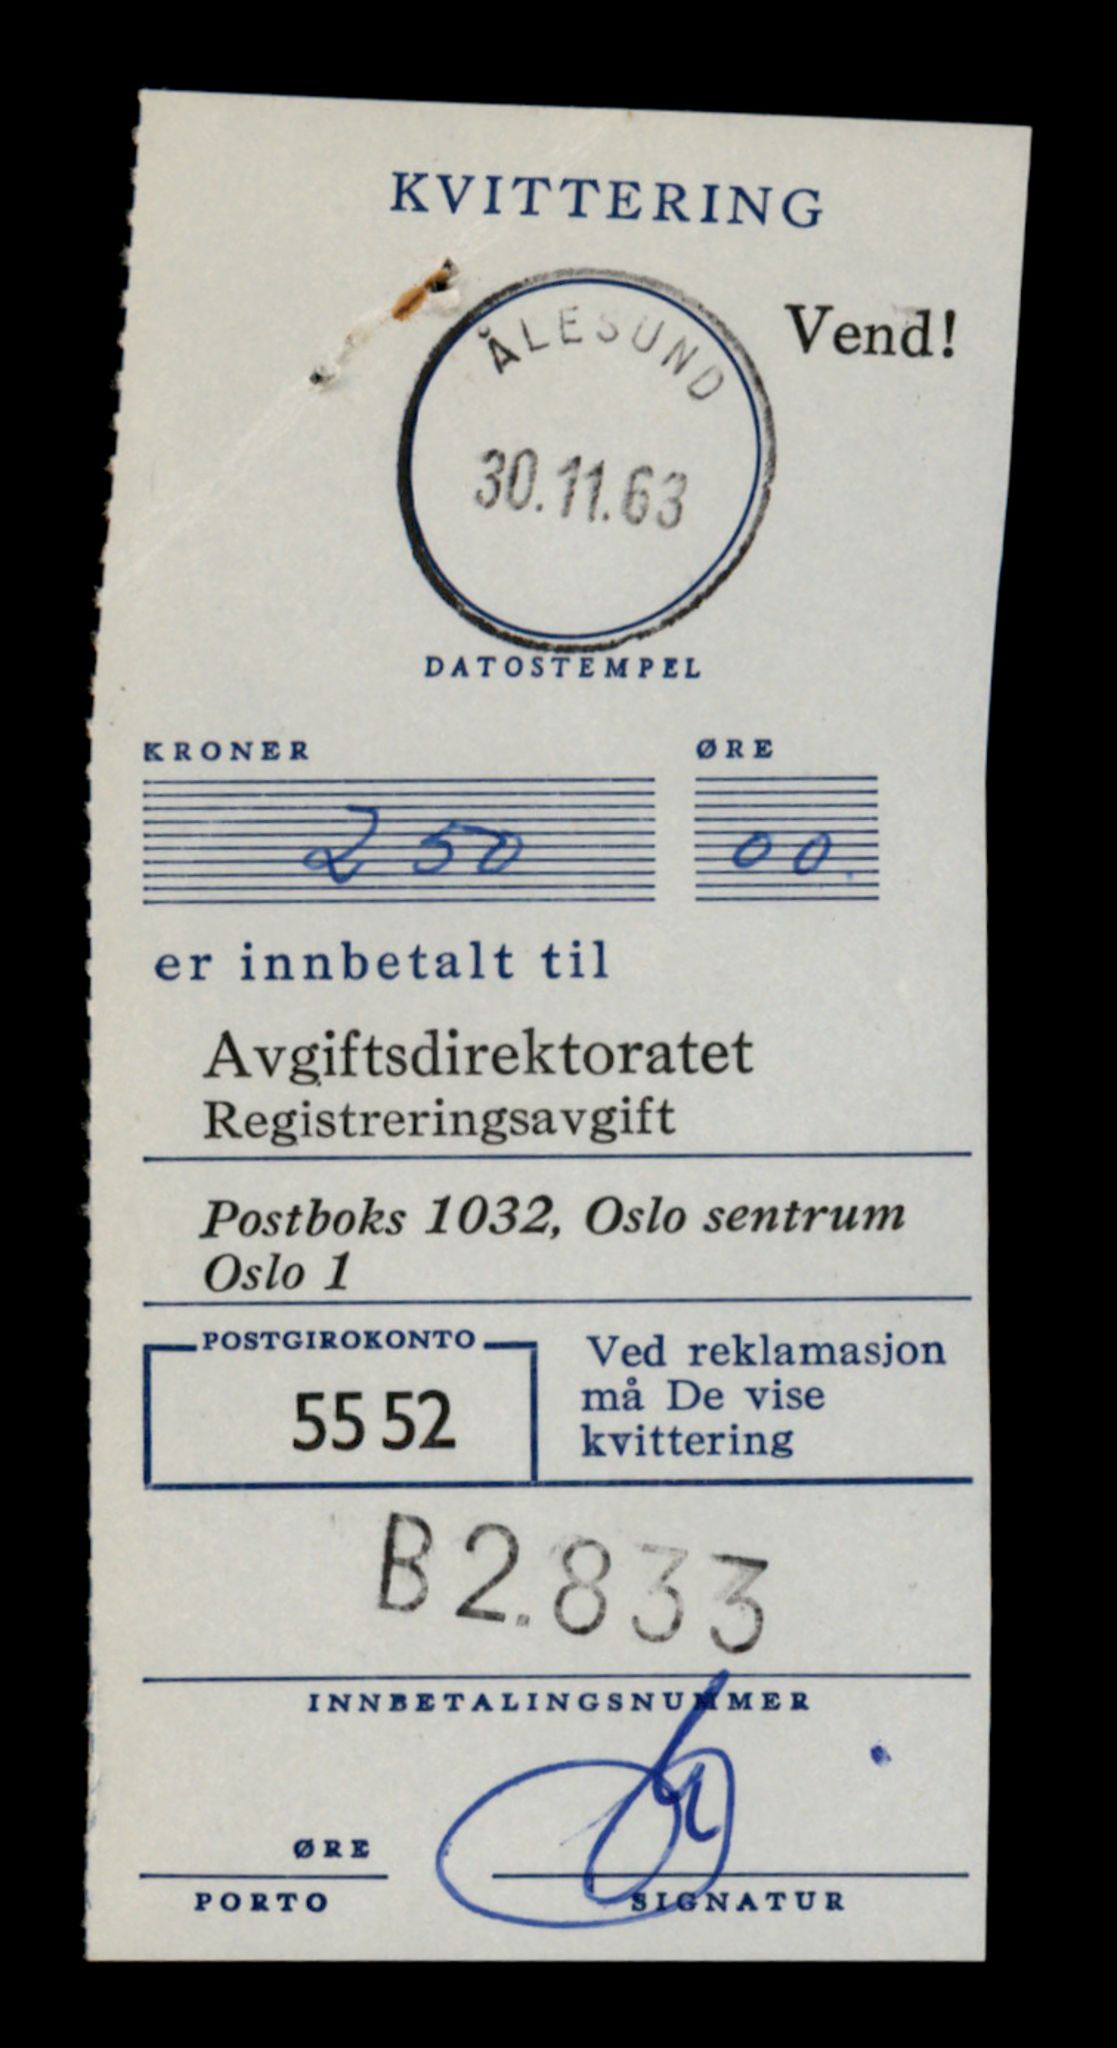 KVITTERING
Vend!
ÅLESUND
30.11.63
DATOSTEMPEL
KRONER ØRE
250 00.
er innbetalt til
Avgiftsdirektoratet
Registreringsavgift
Postboks 1032, Oslo sentrum
Oslo 1
POSTGIROKONTO
55 52
Ved reklamasjon
må De vise
kvittering
B2.833
INNBETALINGSNUMMER
ØRE
PORTO
SIGNATUR